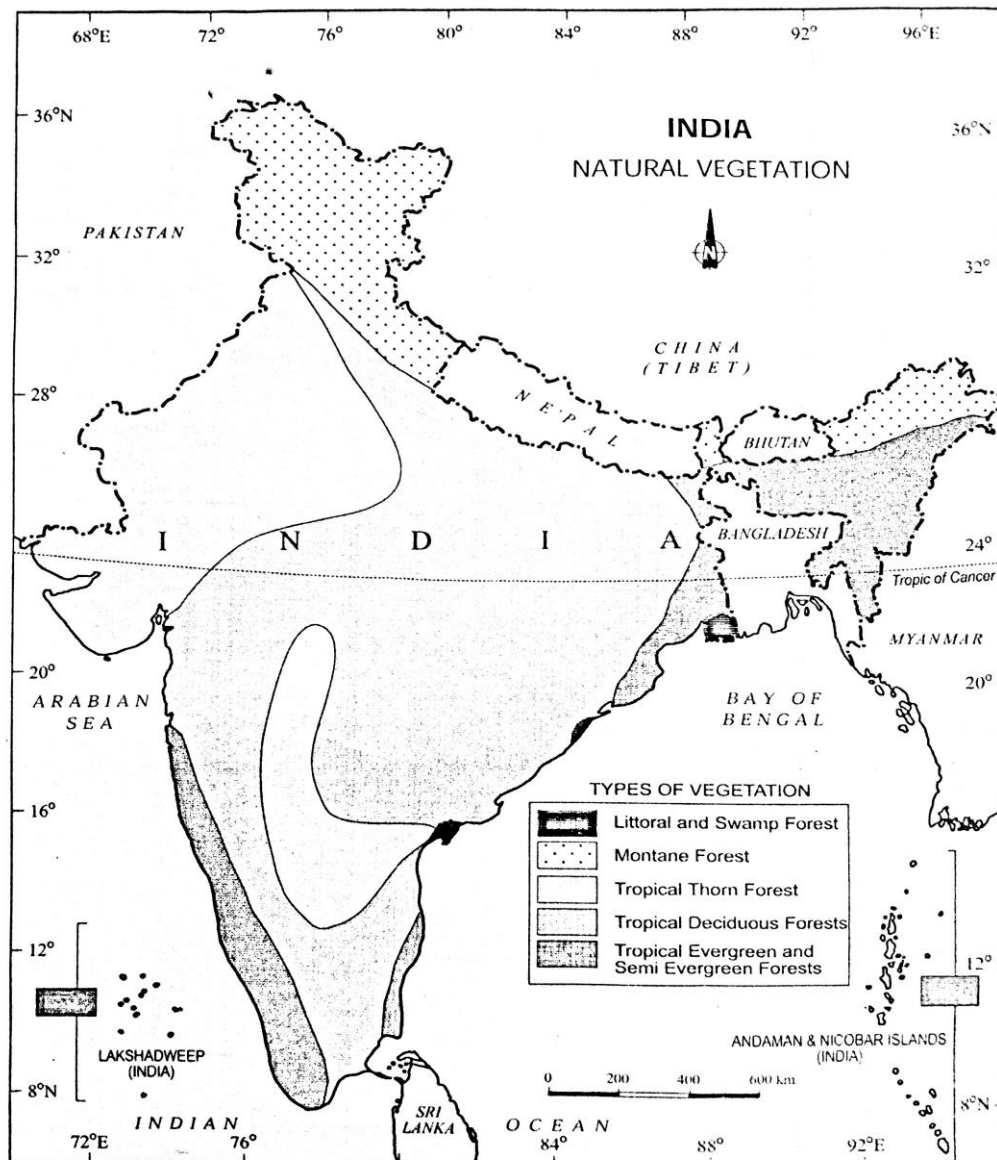 68°E 72° 76° 80° 84° 88° 92° 96°E
36°N
36°N
INDIA
NATURAL VEGETATION
N
PAKISTAN
32°
32°
CHINA
(TIBET)
28°
NEPAL
BHUTAN
INDIA
BANGLADESH
24°
Tropic of Cancer
MYANMAR
20°
20°
ARABIAN
SEA
BAY OF
BENGAL
16°
TYPES OF VEGETATION
Littoral and Swamp Forest
Montane Forest
Tropical Thorn Forest
Tropical Deciduous Forests
Tropical Evergreen and
Semi Evergreen Forests
12°
12°
LAKSHADWEEP
(INDIA)
ANDAMAN & NICOBAR ISLANDS
(INDIA)
0 200 400 600 km
8°N
8°N
SRI
LANKA
INDIAN OCEAN
72°E 76° 80° 84° 88° 92°E